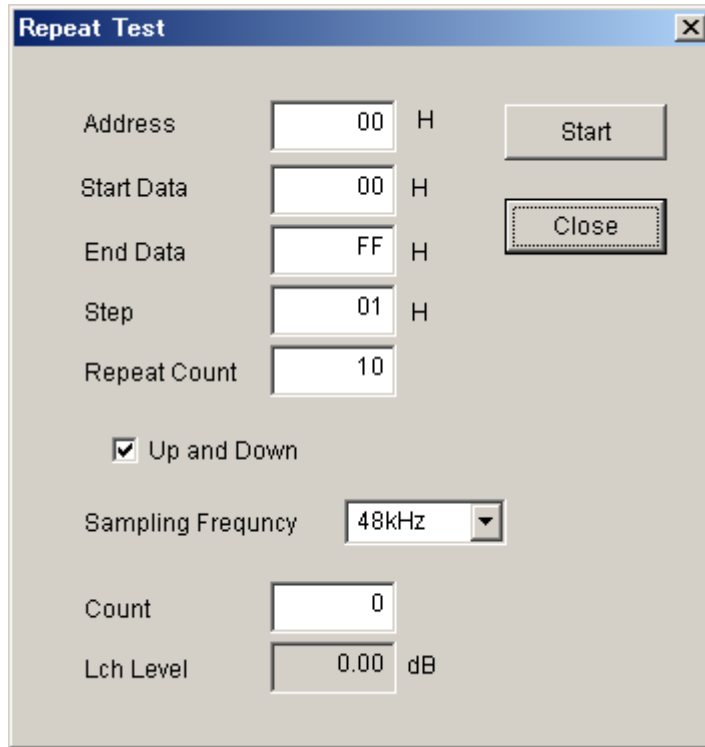 Repeat Test
Address 00 H
Start
Start Data 00 H
Close
End Data FF H
Step 01 H
Repeat Count 10
Up and Down
Sampling Frequncy 48kHz
Count 0
Lch Level 0.00 dB